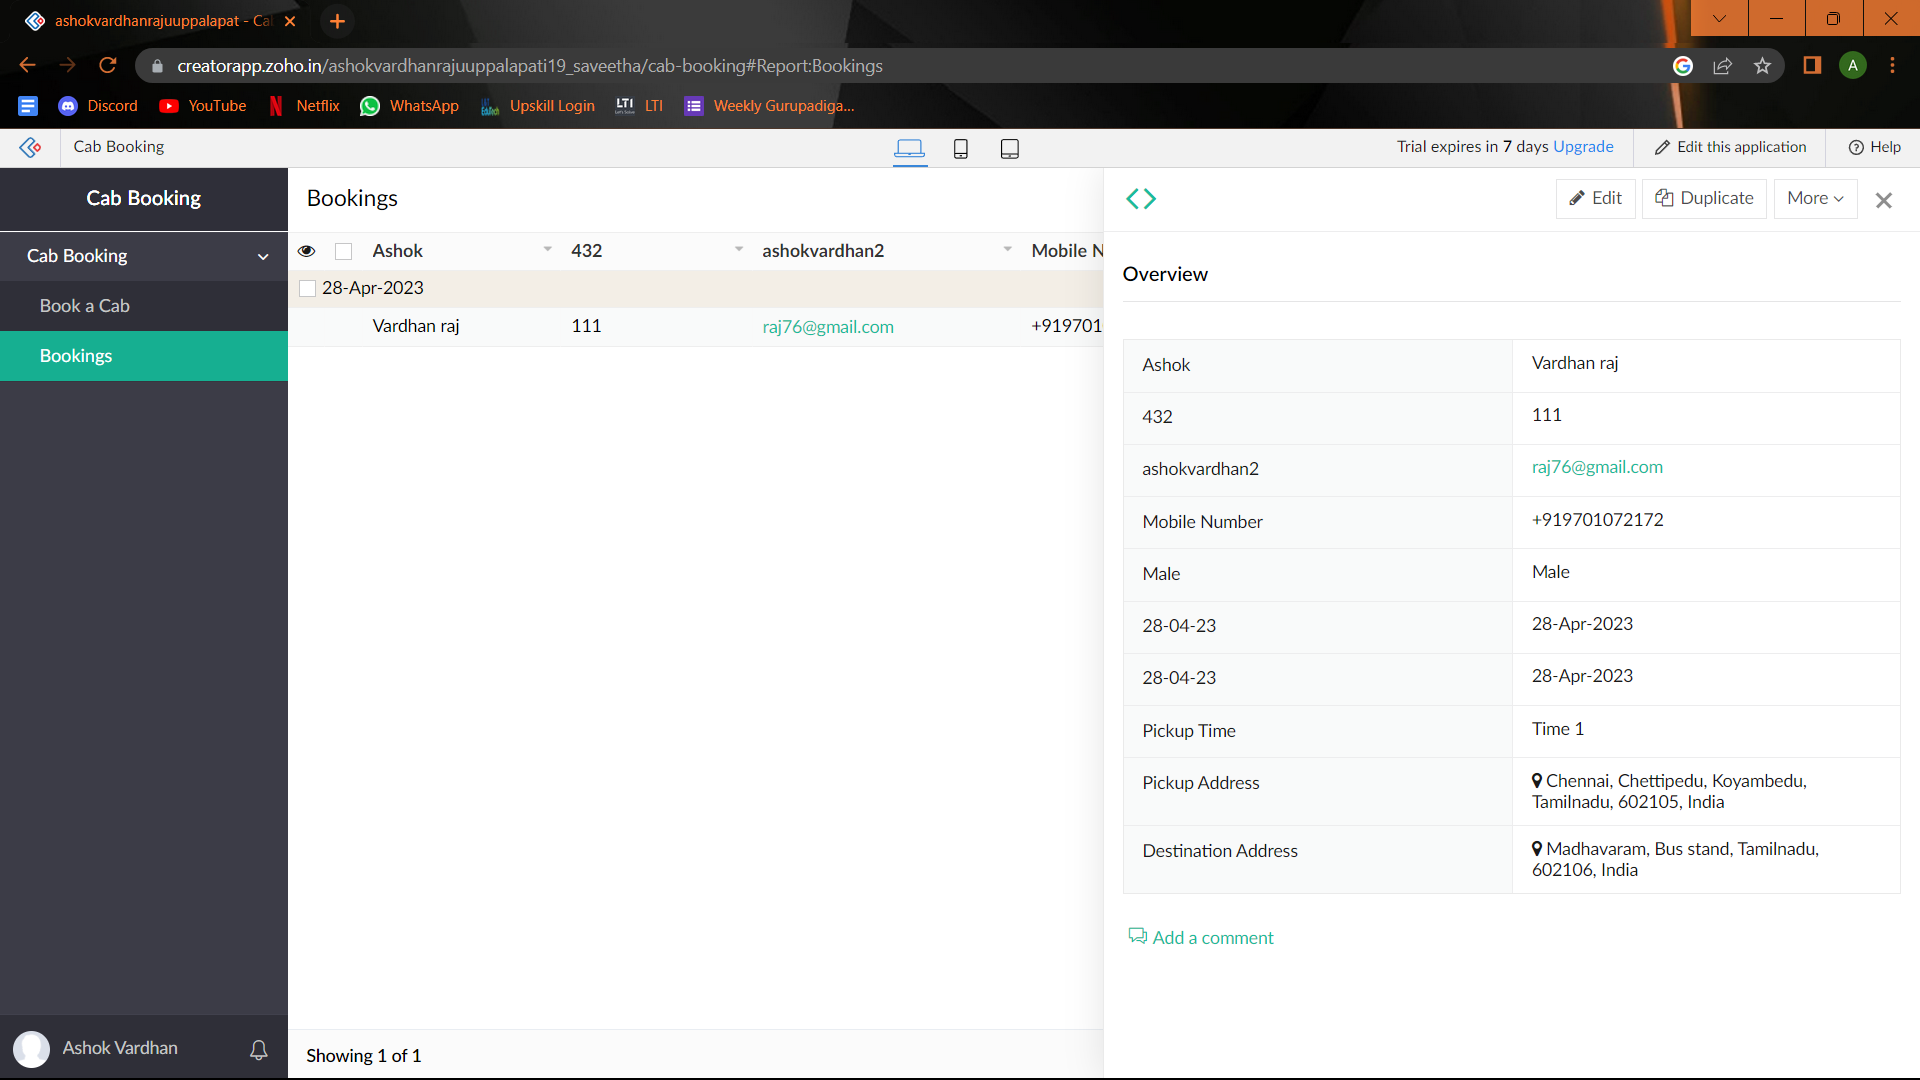 ashokvardhanrajuuppalapat - Ca
creatorapp.zoho.in/ashokvardhanrajuuppalapati19_saveetha/cab-booking#Report:Bookings
A
Discord
YouTube
Netflix
WhatsApp
Upskill Login
LTI
LTI
Weekly Gurupadiga...
Cab Booking
Trial expires in 7 days Upgrade
Edit this application
Help
Cab Booking
Cab Booking
Book a Cab
Bookings
Ashok Vardhan
Bookings
Ashok
432
ashokvardhan2
Mobile N
28-Apr-2023
Vardhan raj
111
raj76@gmail.com
+919701
Showing 1 of 1
Edit
Duplicate
More
Overview
Ashok
Vardhan raj
432
111
ashokvardhan2
raj76@gmail.com
Mobile Number
+919701072172
Male
Male
28-04-23
28-Apr-2023
28-04-23
28-Apr-2023
Pickup Time
Time 1
Pickup Address
Chennai, Chettipedu, Koyambedu,
Tamilnadu, 602105, India
Destination Address
Madhavaram, Bus stand, Tamilnadu,
602106, India
Add a comment